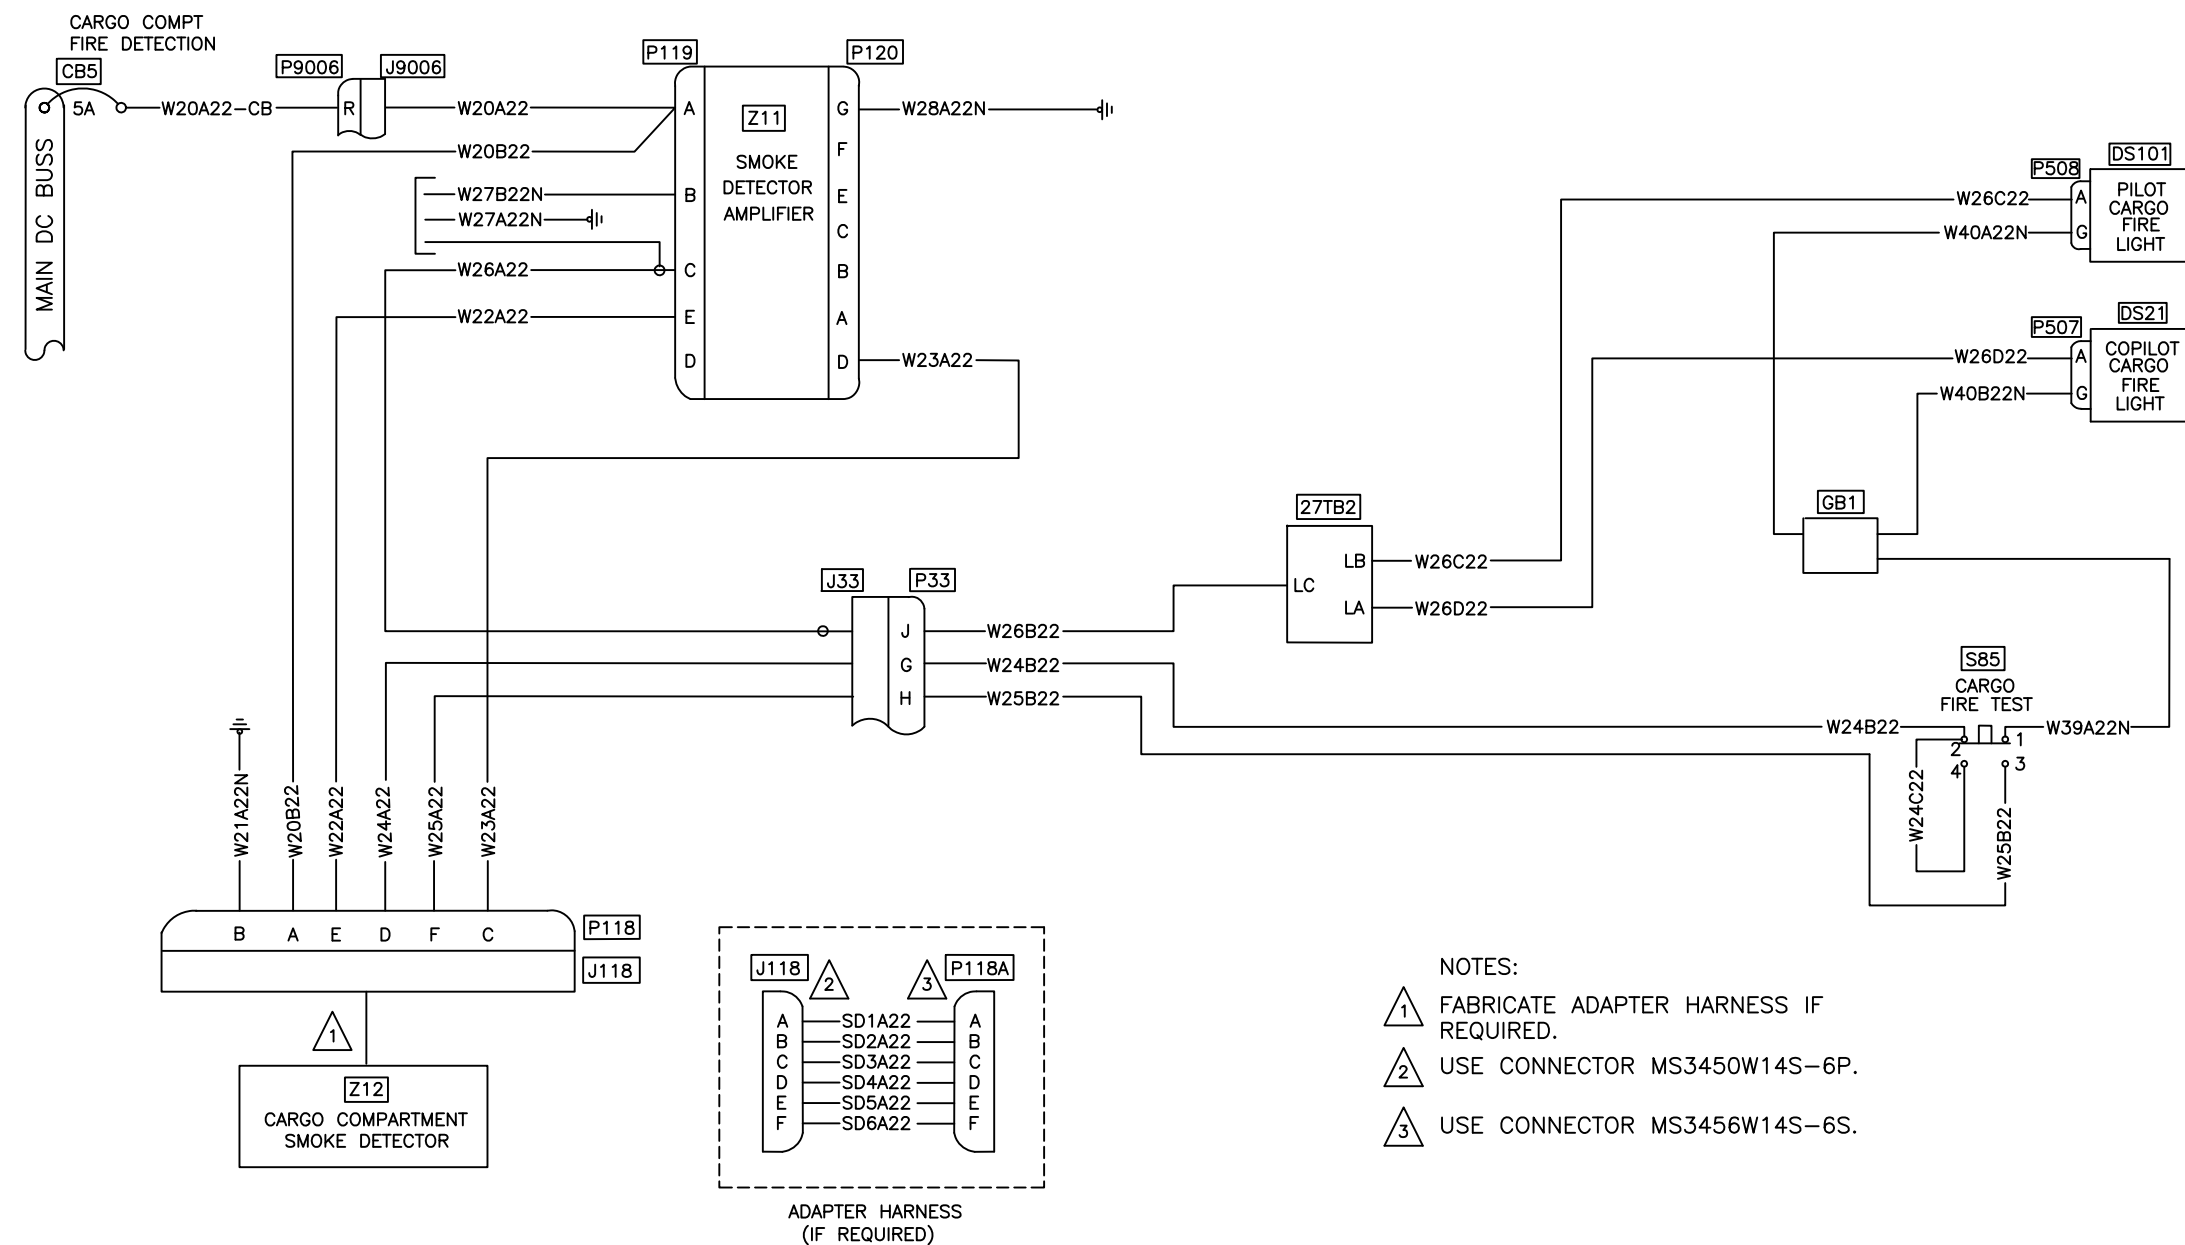 CARGO COMPT
FIRE DETECTION
CB5
5A
MAIN DC BUSS
W20A22-CB
P9006
J9006
R
W20A22
W20B22
W27B22N
W27A22N
W26A22
W22A22
P119
A
B
C
E
D
Z11
SMOKE
DETECTOR
AMPLIFIER
P120
G
F
E
C
B
A
D
W28A22N
W23A22
W26C22
W40A22N
P508
A
G
DS101
PILOT
CARGO
FIRE
LIGHT
W26D22
W40B22N
P507
A
G
DS21
COPILOT
CARGO
FIRE
LIGHT
GB1
27TB2
LB
LC
LA
W26C22
W26D22
J33
P33
J
G
H
W26B22
W24B22
W25B22
S85
CARGO
FIRE TEST
W24B22
W39A22N
2
1
4
3
W24C22
W25B22
W21A22N
W20B22
W22A22
W24A22
W25A22
W23A22
B A E D F C
P118
J118
1
Z12
CARGO COMPARTMENT
SMOKE DETECTOR
J118
2
3
P118A
A SD1A22 A
B SD2A22 B
C SD3A22 C
D SD4A22 D
E SD5A22 E
F SD6A22 F
ADAPTER HARNESS
(IF REQUIRED)
NOTES:
1 FABRICATE ADAPTER HARNESS IF
REQUIRED.
2 USE CONNECTOR MS3450W14S-6P.
3 USE CONNECTOR MS3456W14S-6S.